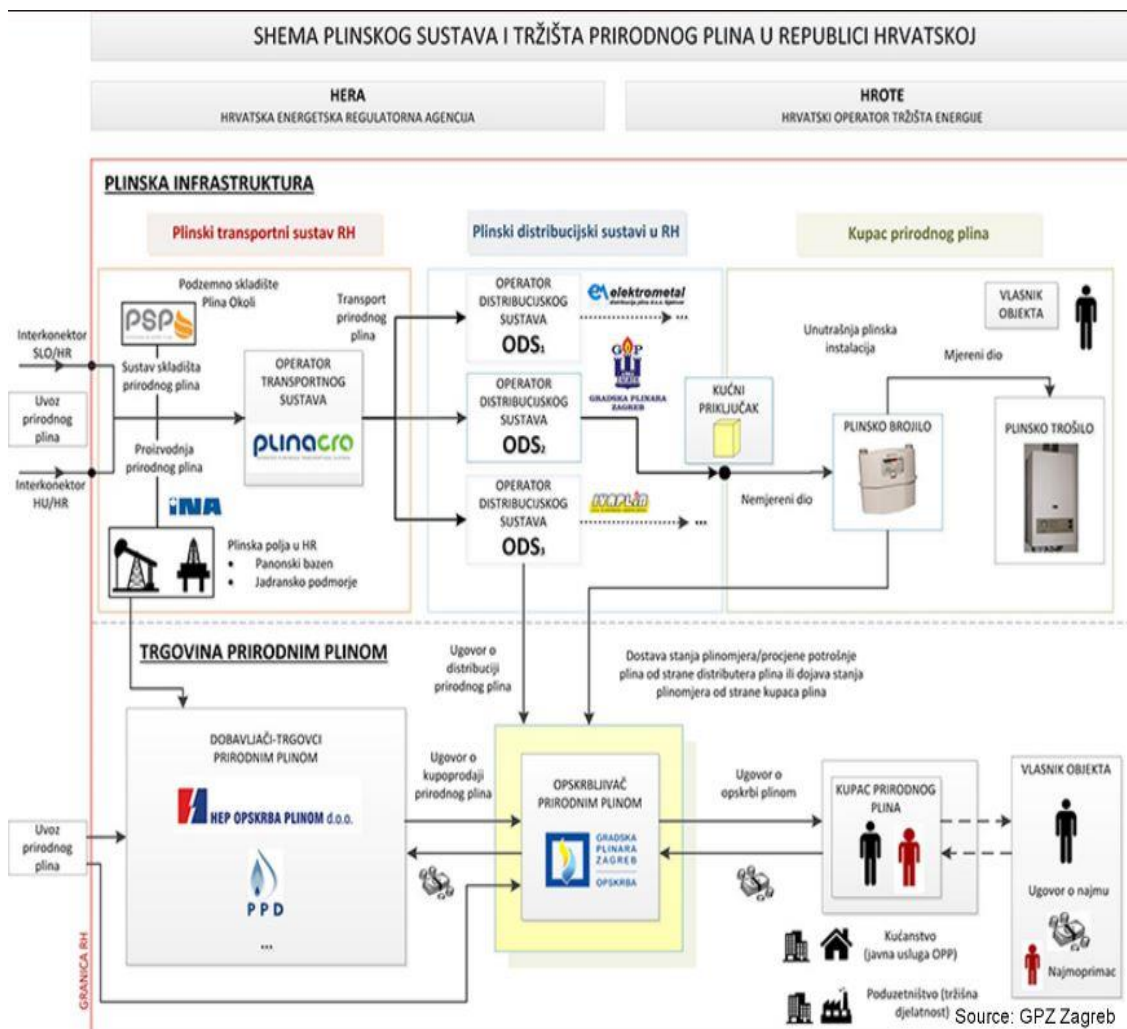 SHEMA PLINSKOG SUSTAVA I TRŽIŠTA PRIRODNOG PLINA U REPUBLICI HRVATSKOJ
HERA
HRVATSKA ENERGETSKA REGULATORNA AGENCIJA
HROTE
HRVATSKI OPERATOR TRŽIŠTA ENERGIJE
PLINSKA INFRASTRUKTURA
Plinski transportni sustav RH
Plinski distribucijski sustavi u RH
Kupac prirodnog plina
Podzemno skladište
Plina Okoli
PSP
Interkonektor
SLO/HR
Sustav skladišta
prirodnog plina
Uvoz
prirodnog
plina
Proizvodnja
prirodnog plina
Interkonektor
HU/HR
INA
Plinska polja u HR
• Panonski bazen
• Jadransko podmorje
Transport
prirodnog
plina
OPERATOR
TRANSPORTNOG
SUSTAVA
plinacro
OPERATOR
DISTRIBUCIJSKOG
SUSTAVA
ODS₁
elektrometal
...
OPERATOR
DISTRIBUCIJSKOG
SUSTAVA
ODS₂
GP
GRADSKA PLINARA
ZAGREB
OPERATOR
DISTRIBUCIJSKOG
SUSTAVA
ODS₃
IVAPLIN
...
KUĆNI
PRIKLJUČAK
Nemjereni dio
Unutrašnja plinska
instalacija
VLASNIK
OBJEKTA
Mjereni dio
PLINSKO BROJILO
PLINSKO TROŠILO
TRGOVINA PRIRODNIM PLINOM
Ugovor o
distribuciji
prirodnog plina
Dostava stanja plinomjera/procjene potrošnje
plina od strane distributera plina ili dojava stanja
plinomjera od strane kupaca plina
DOBAVLJAČI-TRGOVCI
PRIRODNIM PLINOM
HEP OPSKRBA PLINOM d.o.o.
PPD
...
Uvoz
prirodnog
plina
GRANICA RH
Ugovor o
kupoprodaji
prirodnog plina
OPSKRBLJIVAČ
PRIRODNIM PLINOM
GRADSKA
PLINARA
ZAGREB
OPSKRBA
Ugovor o
opskrbi plinom
KUPAC PRIRODNOG
PLINA
VLASNIK OBJEKTA
Ugovor o najmu
Najmoprimac
Kućanstvo
(javna usluga OPP)
Poduzetništvo (tržišna
djelatnost)
Source: GPZ Zagreb